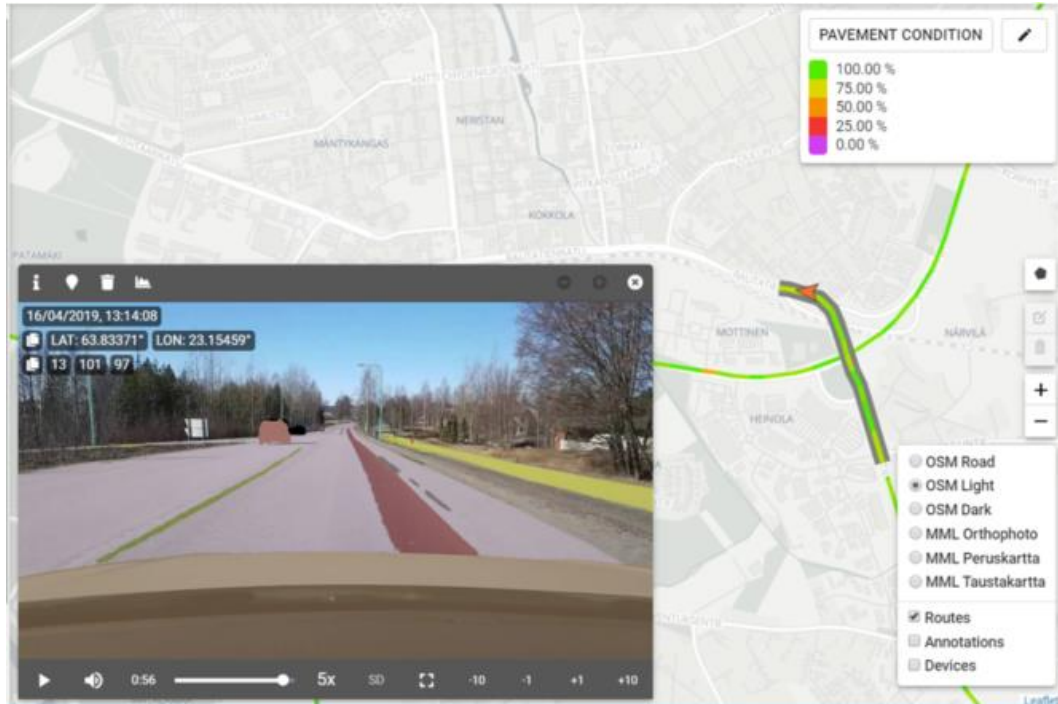 PAVEMENT CONDITION
100.00 %
75.00 %
50.00 %
25.00 %
0.00 %
NERISTAN
MÄNTYKANGAS
KOKKOLA
PATAMÄKI
16/04/2019, 13:14:08
LAT: 63.83371° LON: 23.15459°
13 101 97
MOTTINEN
NÄRVILÄ
HEINOLA
+
−
OSM Road
OSM Light
OSM Dark
MML Orthophoto
MML Peruskartta
MML Taustakartta
Routes
Annotations
Devices
0:56 5x SD -10 -1 +1 +10
Leaflet